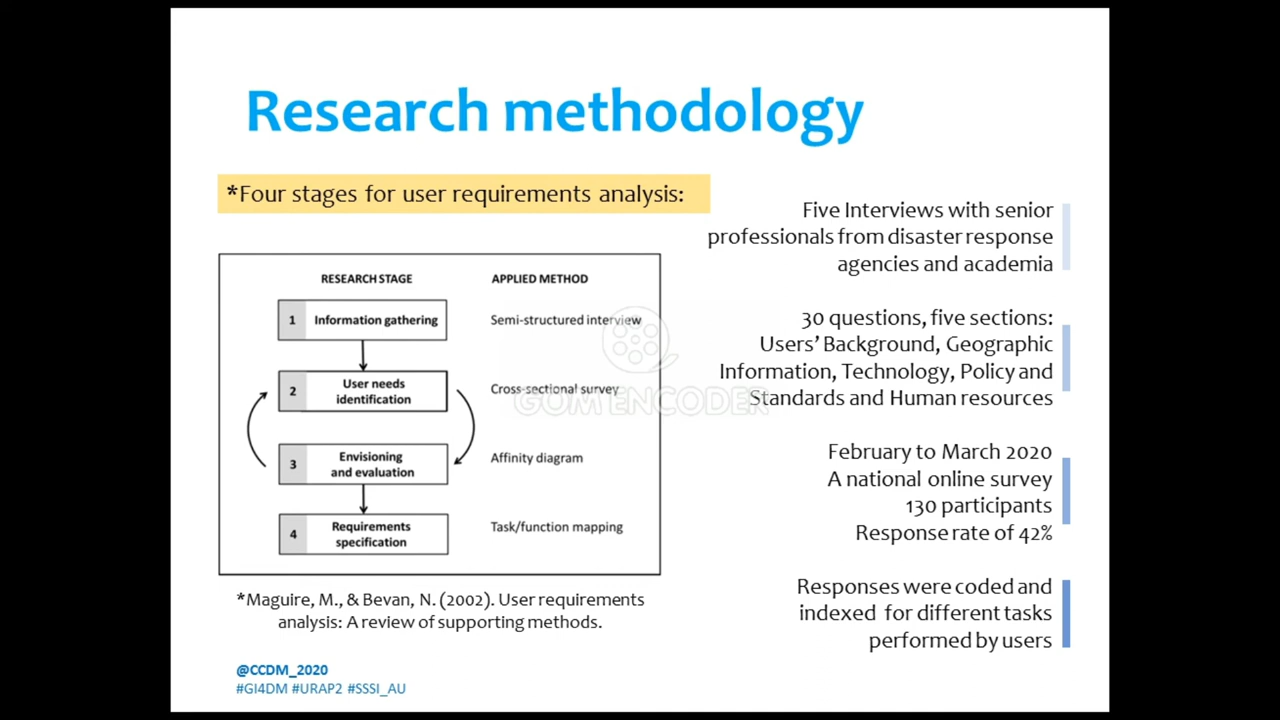 Research methodology
*Four stages for user requirements analysis:
RESEARCH STAGE APPLIED METHOD
1 Information gathering Semi-structured interview
2 User needs identification Cross-sectional survey
3 Envisioning and evaluation Affinity diagram
4 Requirements specification Task/function mapping
*Maguire, M., & Bevan, N. (2002). User requirements
analysis: A review of supporting methods.
@CCDM_2020
#GI4DM #URAP2 #SSSI_AU
Five Interviews with senior
professionals from disaster response
agencies and academia
30 questions, five sections:
Users’ Background, Geographic
Information, Technology, Policy and
Standards and Human resources
February to March 2020
A national online survey
130 participants
Response rate of 42%
Responses were coded and
indexed for different tasks
performed by users
GOM ENCODER